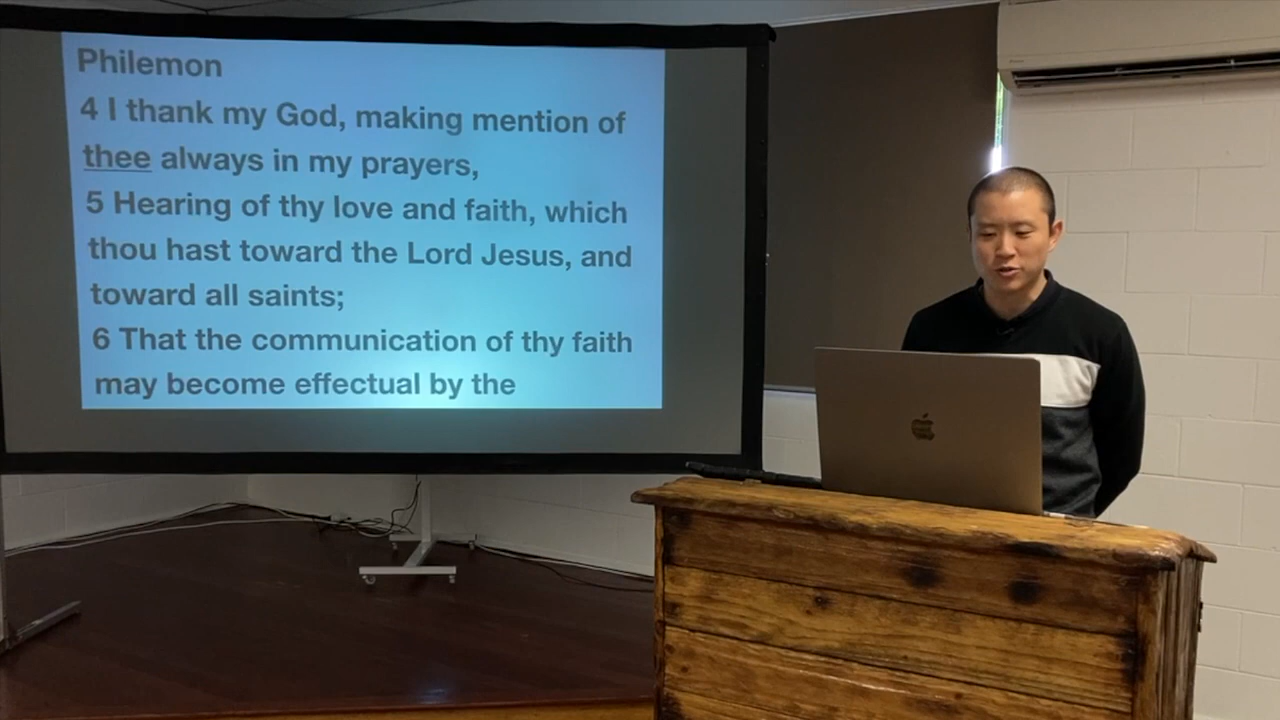 Philemon
4 I thank my God, making mention of
thee always in my prayers,
5 Hearing of thy love and faith, which
thou hast toward the Lord Jesus, and
toward all saints;
6 That the communication of thy faith
may become effectual by the